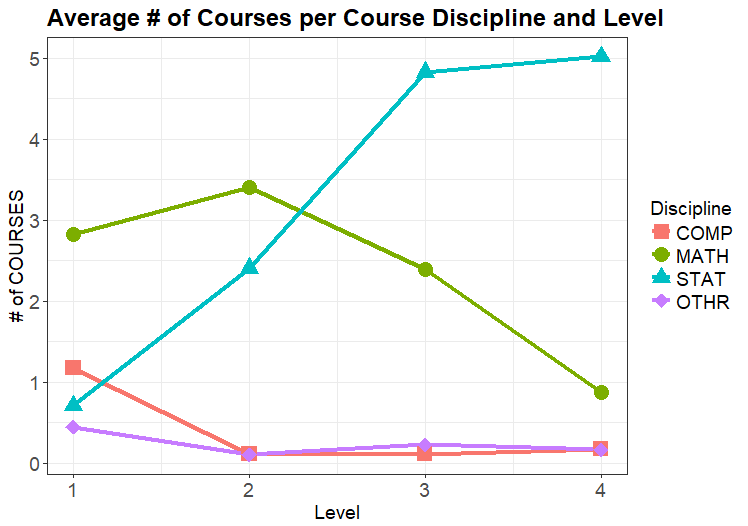 Average # of Courses per Course Discipline and Level
5
4
3
2
1
0
# of COURSES
1 2 3 4
Level
Discipline
COMP
MATH
STAT
OTHR